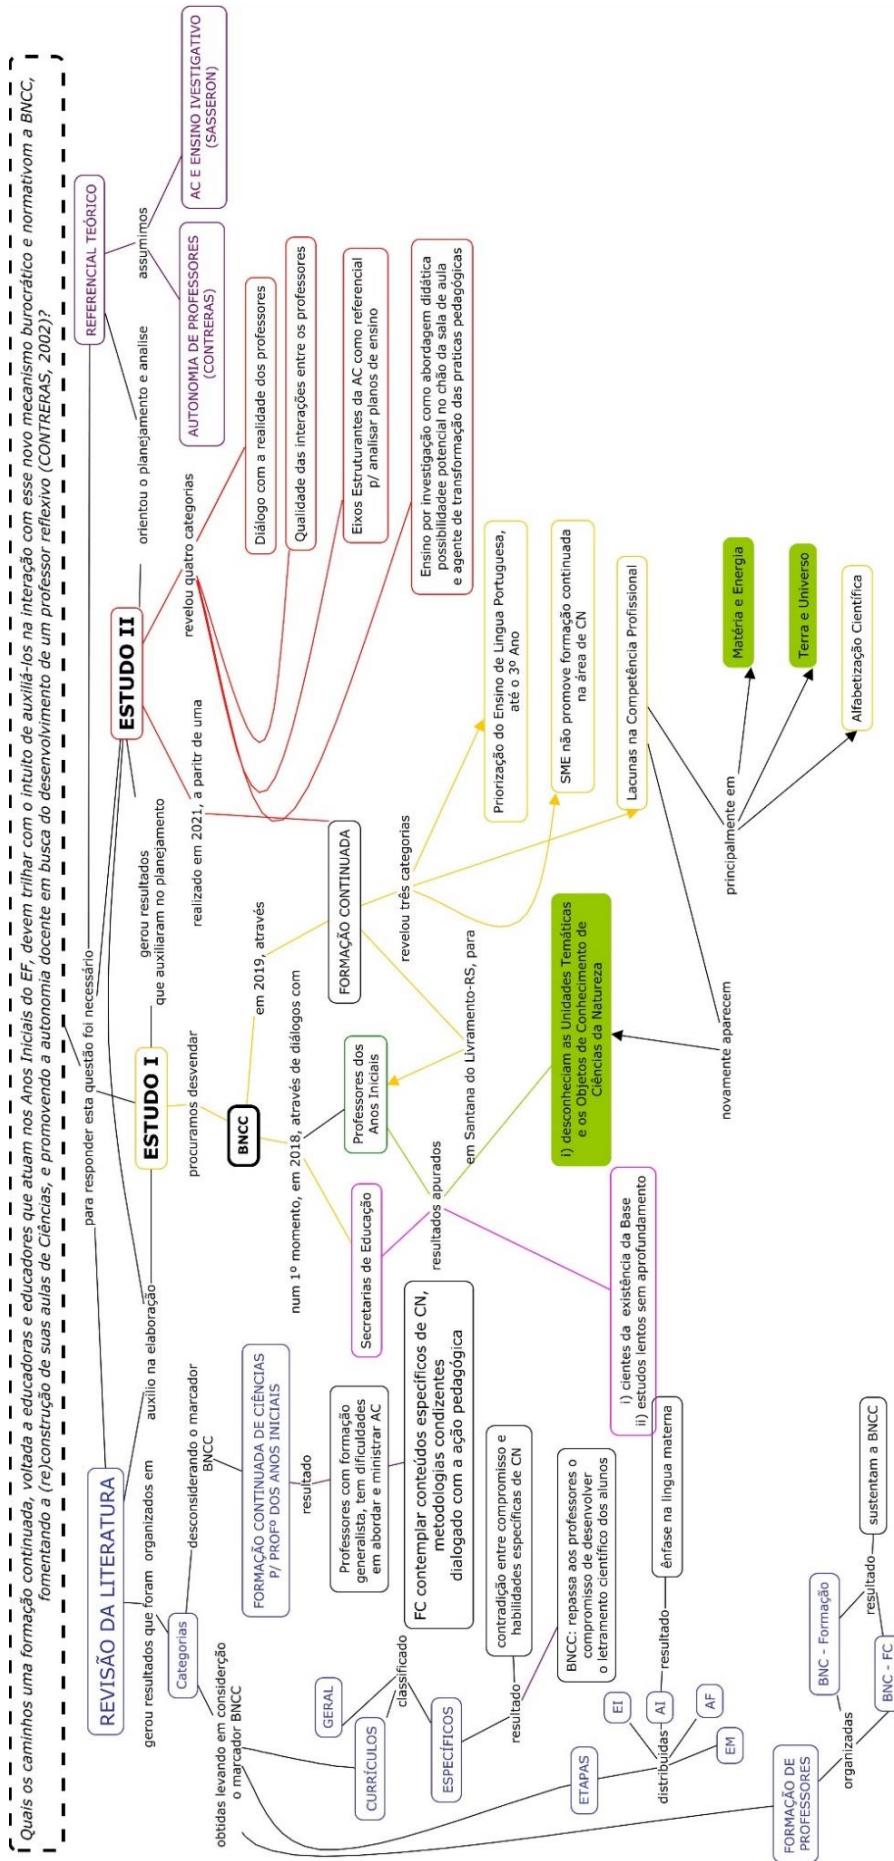 Quais os caminhos uma formação continuada, voltada a educadoras e educadores que atuam nos Anos Iniciais do EF, devem trilhar com o intuito de auxiliá-los na interação com esse novo mecanismo burocrático e normativom a BNCC,
fomentando a (re)construção de suas aulas de Ciências, e promovendo a autonomia docente em busca do desenvolvimento de um professor reflexivo (CONTRERAS, 2002)?
para responder esta questão foi necessário
REVISÃO DA LITERATURA
gerou resultados que foram organizados em
Categorias
desconsiderando o marcador
BNCC
FORMAÇÃO CONTINUADA DE CIÊNCIAS
P/ PROFº DOS ANOS INICIAIS
resultado
Professores com formação
generalista, tem dificuldades
em abordar e ministrar AC
FC contemplar conteúdos específicos de CN,
metodologias condizentes
dialogado com a ação pedagógica
obtidas levando em considerção
o marcador BNCC
CURRÍCULOS
classificado
GERAL
ESPECÍFICOS
resultado
contradição entre compromisso e
habilidades específicas de CN
BNCC: repassa aos professores o
compromisso de desenvolver
o letramento científico dos alunos
ETAPAS
distribuidas
EI
AI
AF
EM
resultado
ênfase na lingua materna
FORMAÇÃO DE
PROFESSORES
organizadas
BNC - Formação
BNC - FC
resultado
sustentam a BNCC
auxílio na elaboração
ESTUDO I
procuramos desvendar
BNCC
num 1º momento, em 2018, através de diálogos com
Secretarias de Educação
Professores dos
Anos Iniciais
resultados apurados
i) cientes da existência da Base
ii) estudos lentos sem aprofundamento
i) desconheciam as Unidades Temáticas
e os Objetos de Conhecimento de
Ciências da Natureza
em 2019, através
FORMAÇÃO CONTINUADA
em Santana do Livramento-RS, para
revelou três categorias
Priorização do Ensino de Lingua Portuguesa,
até o 3º Ano
SME não promove formação continuada
na área de CN
Lacunas na Competência Profissional
novamente aparecem
principalmente em
Matéria e Energia
Terra e Universo
Alfabetização Científica
gerou resultados
que auxiliaram no planejamento
ESTUDO II
realizado em 2021, a paritr de uma
revelou quatro categorias
Diálogo com a realidade dos professores
Qualidade das interações entre os professores
Eixos Estruturantes da AC como referencial
p/ analisar planos de ensino
Ensino por investigação como abordagem didática
possibilidadee potencial no chão da sala de aula
e agente de transformação das praticas pedagógicas
orientou o planejamento e analise
REFERENCIAL TEÓRICO
assumimos
AUTONOMIA DE PROFESSORES
(CONTRERAS)
AC E ENSINO IVESTIGATIVO
(SASSERON)